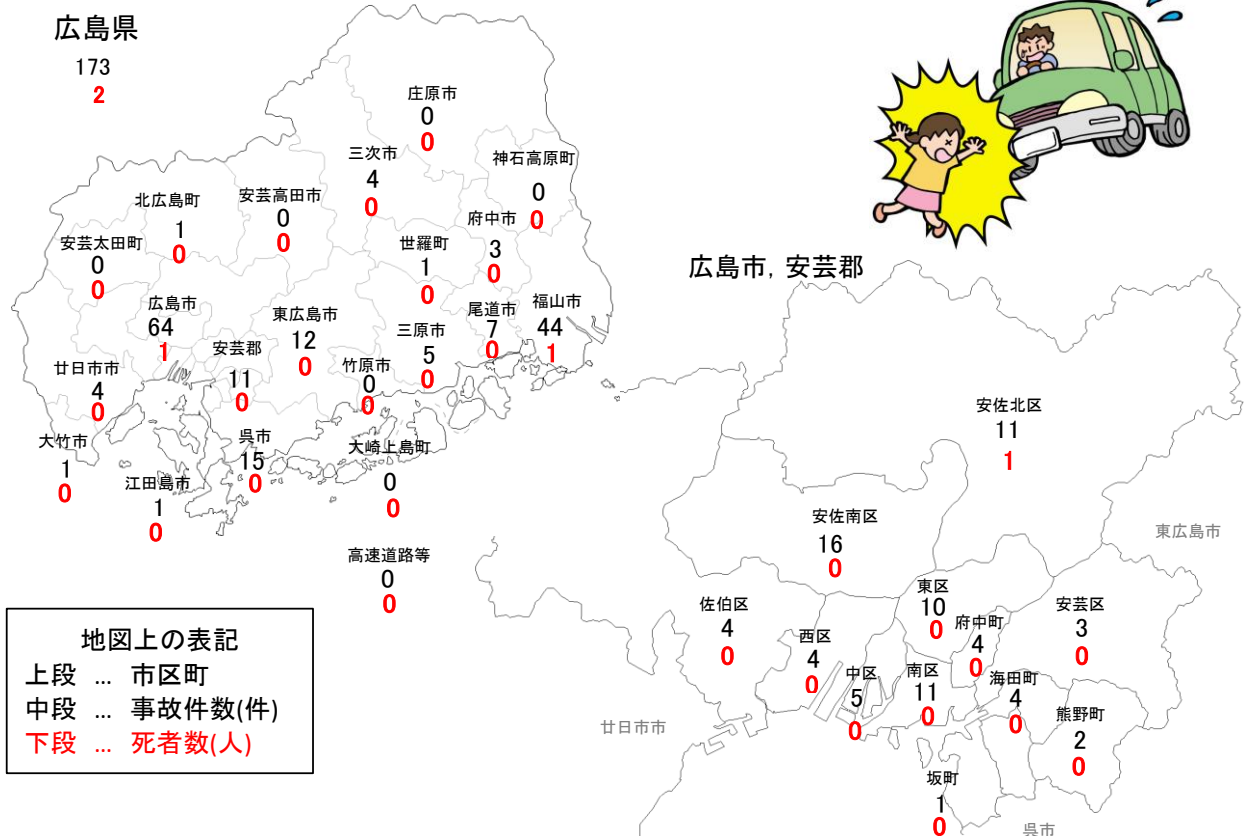 広島県
173
2
庄原市
0
0
三次市
4
0
神石高原町
0
0
北広島町
1
0
安芸高田市
0
0
府中市
3
0
安芸太田町
0
0
世羅町
1
0
広島市
64
1
東広島市
12
0
尾道市
7
0
福山市
44
1
三原市
5
0
安芸郡
11
0
廿日市市
4
0
竹原市
0
0
大竹市
1
0
呉市
15
0
大崎上島町
0
0
江田島市
1
0
高速道路等
0
0
地図上の表記
上段 … 市区町
中段 … 事故件数(件)
下段 … 死者数(人)
広島市, 安芸郡
安佐北区
11
1
安佐南区
16
0
東広島市
東区
10
0
佐伯区
4
0
西区
4
0
府中町
4
0
安芸区
3
0
中区
5
0
南区
11
0
海田町
4
0
熊野町
2
0
廿日市市
坂町
1
0
呉市